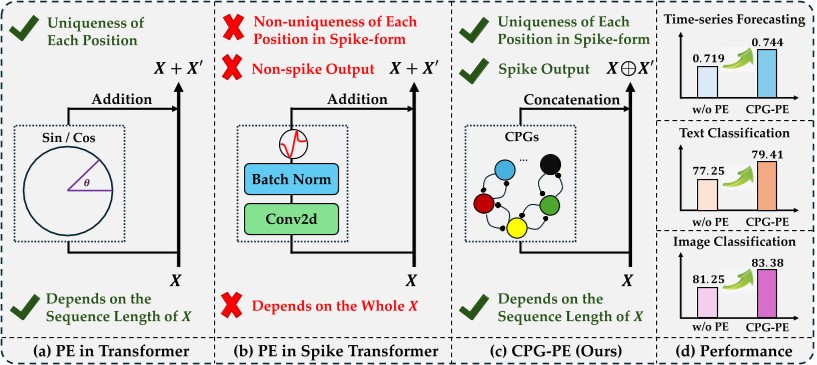 Uniqueness of
Each Position
X + X′
Addition
Sin / Cos
θ
X
Depends on the
Sequence Length of X
(a) PE in Transformer
Non-uniqueness of Each
Position in Spike-form
Non-spike Output
X + X′
Addition
Batch Norm
Conv2d
X
Depends on the Whole X
(b) PE in Spike Transformer
Uniqueness of Each
Position in Spike-form
Spike Output
X⊕X′
Concatenation
CPGs
...
X
Depends on the
Sequence Length of X
(c) CPG-PE (Ours)
Time-series Forecasting
0.719
0.744
w/o PE
CPG-PE
Text Classification
77.25
79.41
w/o PE
CPG-PE
Image Classification
81.25
83.38
w/o PE
CPG-PE
(d) Performance